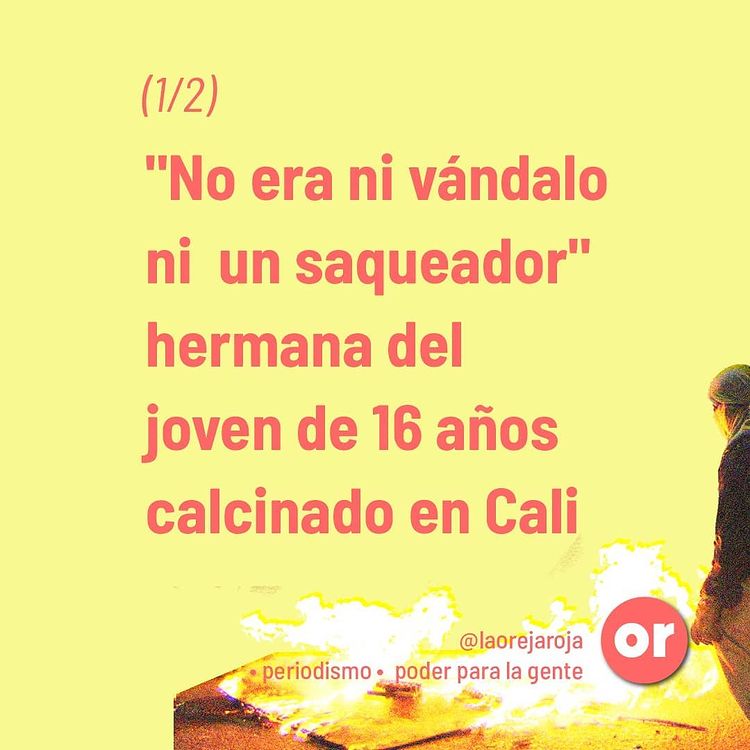 (1/2)
"No era ni vándalo
ni un saqueador"
hermana del
joven de 16 años
calcinado en Cali
@laorejaroja
or
• periodismo • poder para la gente